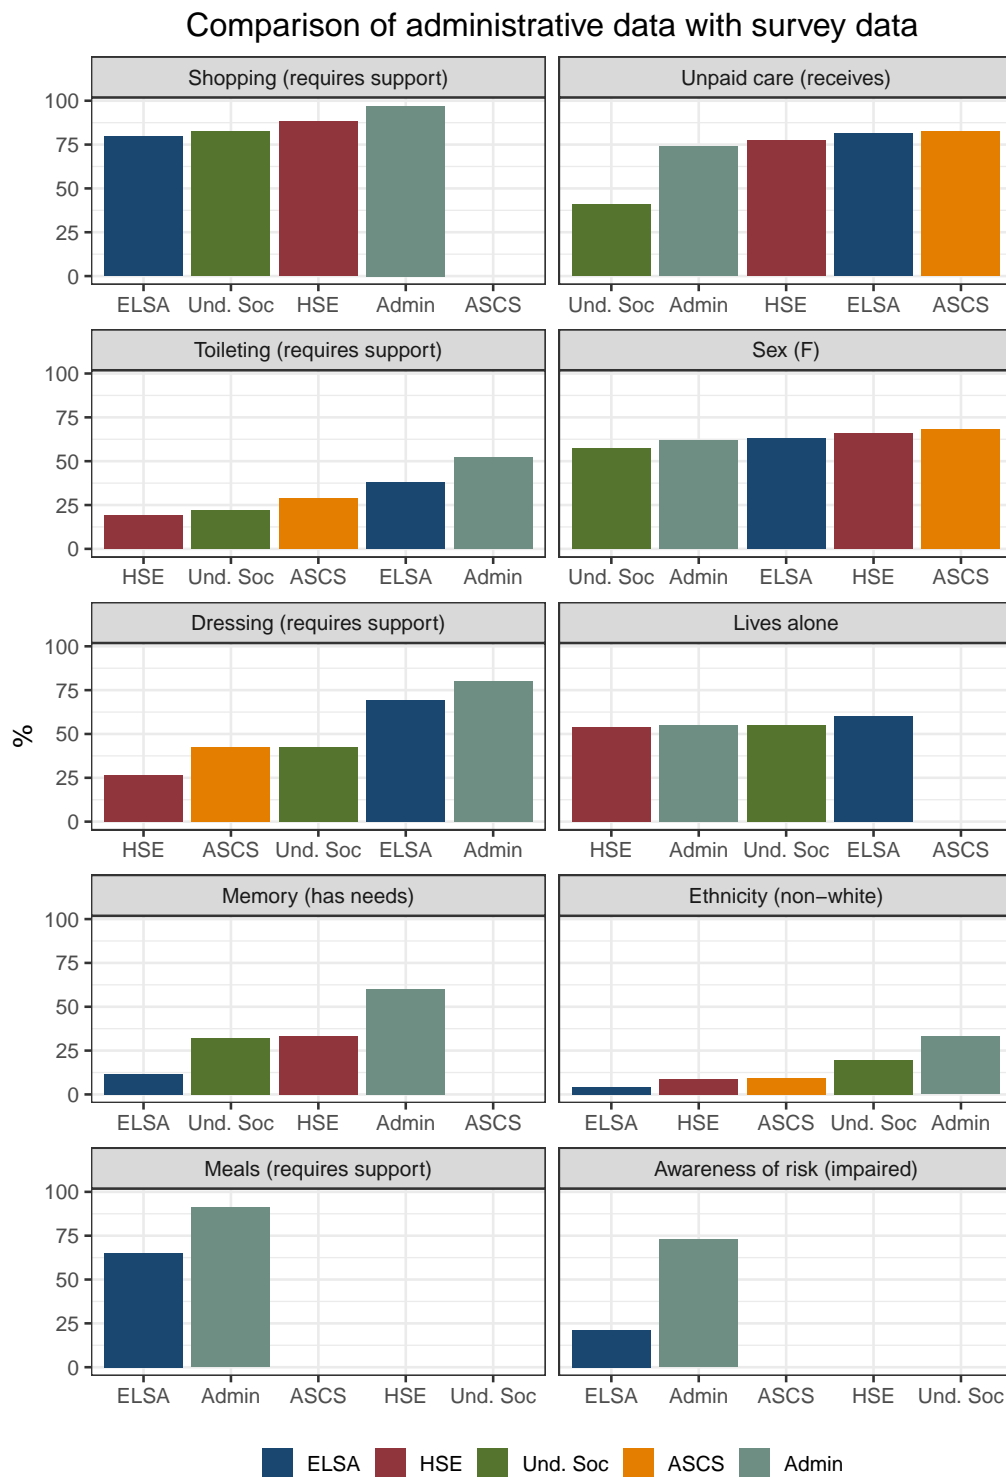 Comparison of administrative data with survey data
Shopping (requires support)
Unpaid care (receives)
100
75
50
25
0
ELSA Und. Soc HSE Admin ASCS
Und. Soc Admin HSE ELSA ASCS
Toileting (requires support)
Sex (F)
100
75
50
25
0
HSE Und. Soc ASCS ELSA Admin
Und. Soc Admin ELSA HSE ASCS
Dressing (requires support)
Lives alone
100
75
50
25
0
%
HSE ASCS Und. Soc ELSA Admin
HSE Admin Und. Soc ELSA ASCS
Memory (has needs)
Ethnicity (non−white)
100
75
50
25
0
ELSA Und. Soc HSE Admin ASCS
ELSA HSE ASCS Und. Soc Admin
Meals (requires support)
Awareness of risk (impaired)
100
75
50
25
0
ELSA Admin ASCS HSE Und. Soc
ELSA Admin ASCS HSE Und. Soc
ELSA HSE Und. Soc ASCS Admin